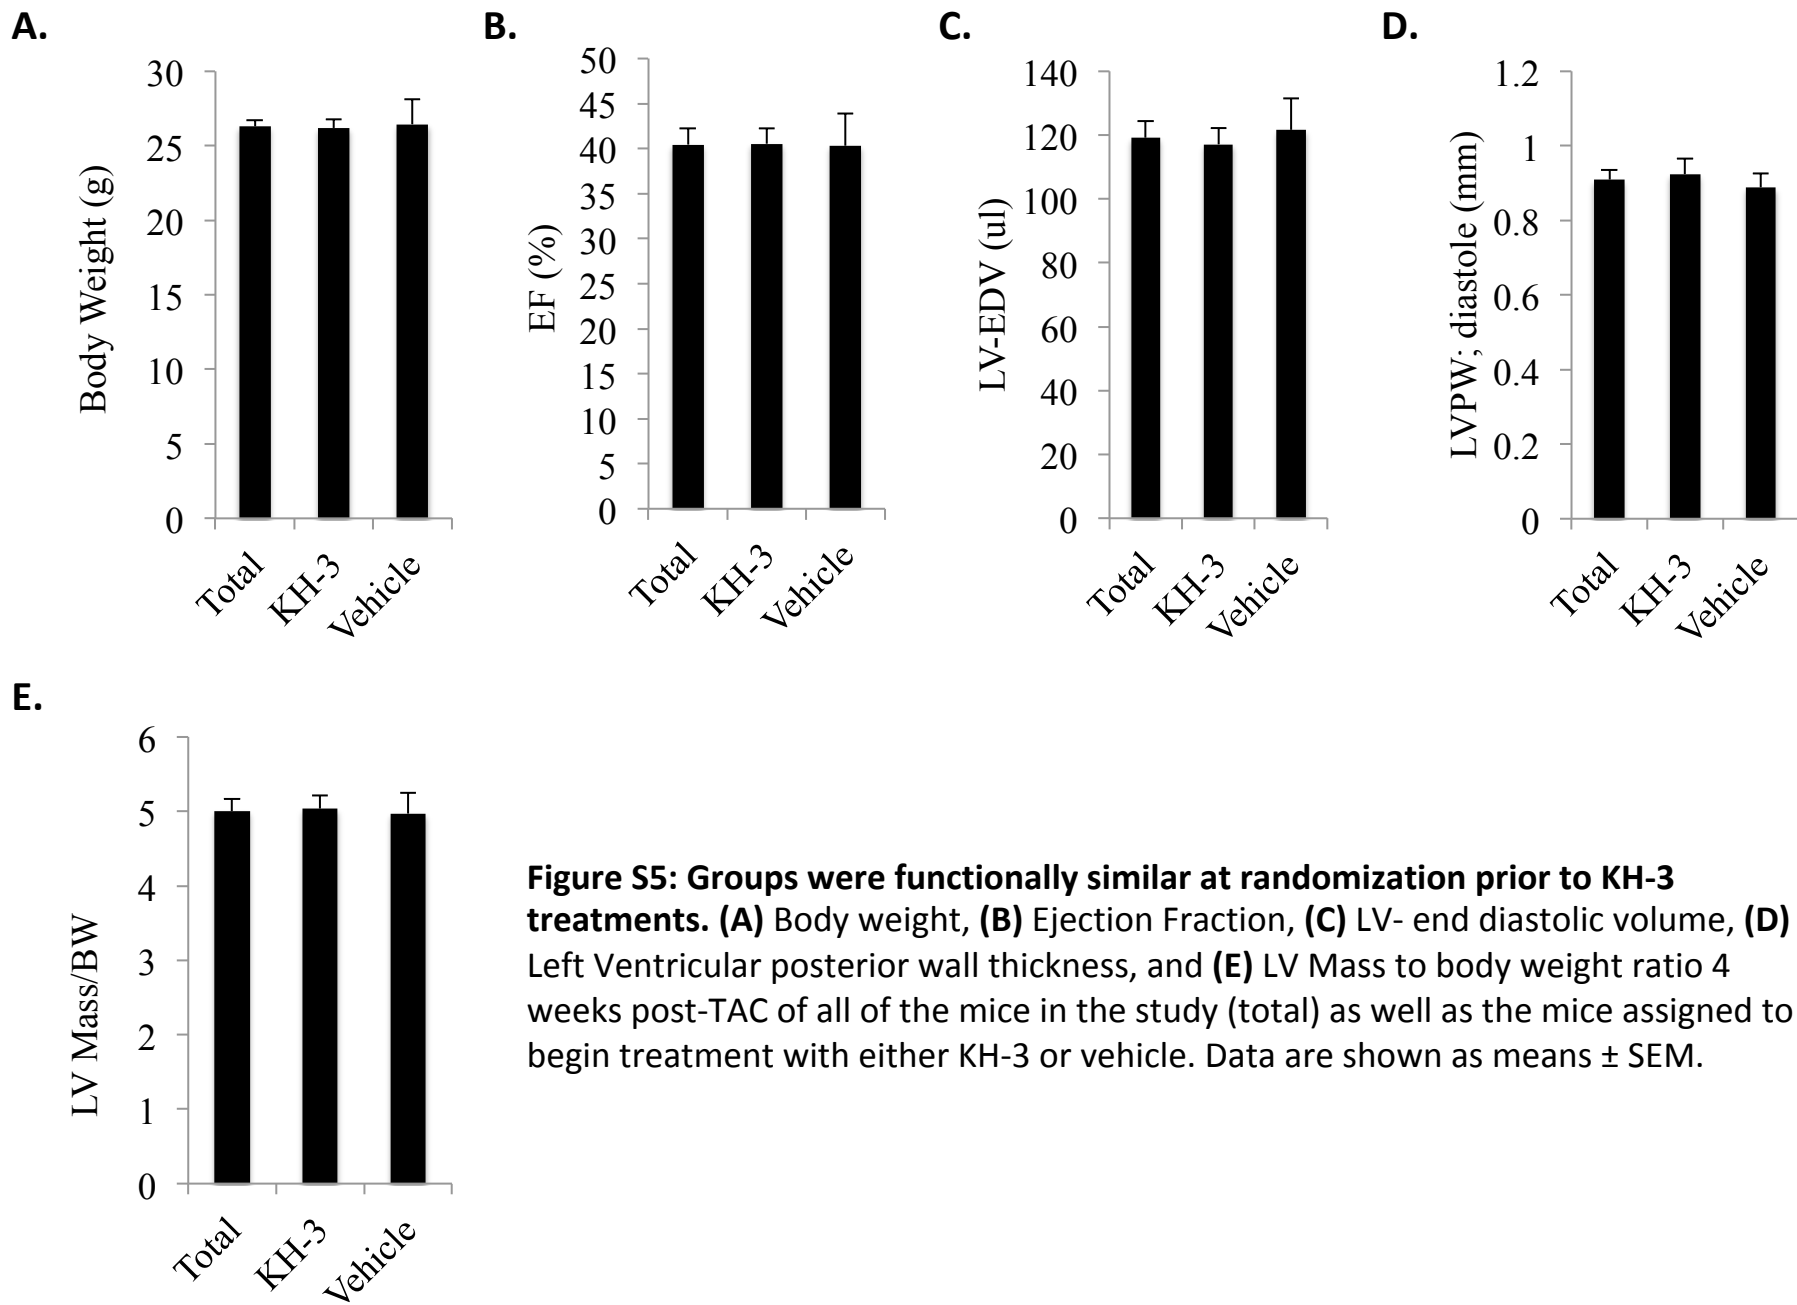 A.
30
25
20
15
10
5
0
Body Weight (g)
Total
KH-3
Vehicle
B.
50
45
40
35
30
25
20
15
10
5
0
EF (%)
Total
KH-3
Vehicle
C.
140
120
100
80
60
40
20
0
LV-EDV (ul)
Total
KH-3
Vehicle
D.
1.2
1
0.8
0.6
0.4
0.2
0
LVPW; diastole (mm)
Total
KH-3
Vehicle
E.
6
5
4
3
2
1
0
LV Mass/BW
Total
KH-3
Vehicle
Figure S5: Groups were functionally similar at randomization prior to KH-3
treatments. (A) Body weight, (B) Ejection Fraction, (C) LV- end diastolic volume, (D)
Left Ventricular posterior wall thickness, and (E) LV Mass to body weight ratio 4
weeks post-TAC of all of the mice in the study (total) as well as the mice assigned to
begin treatment with either KH-3 or vehicle. Data are shown as means ± SEM.